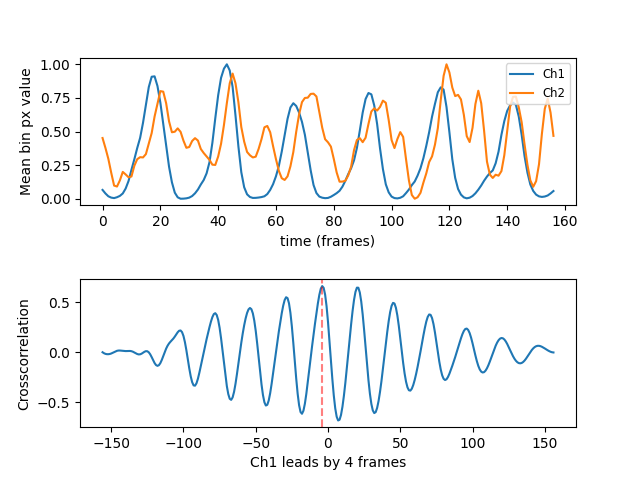 1.00
0.75
0.50
0.25
0.00
Mean bin px value
Ch1
Ch2
0 20 40 60 80 100 120 140 160
time (frames)
0.5
0.0
−0.5
Crosscorrelation
−150 −100 −50 0 50 100 150
Ch1 leads by 4 frames